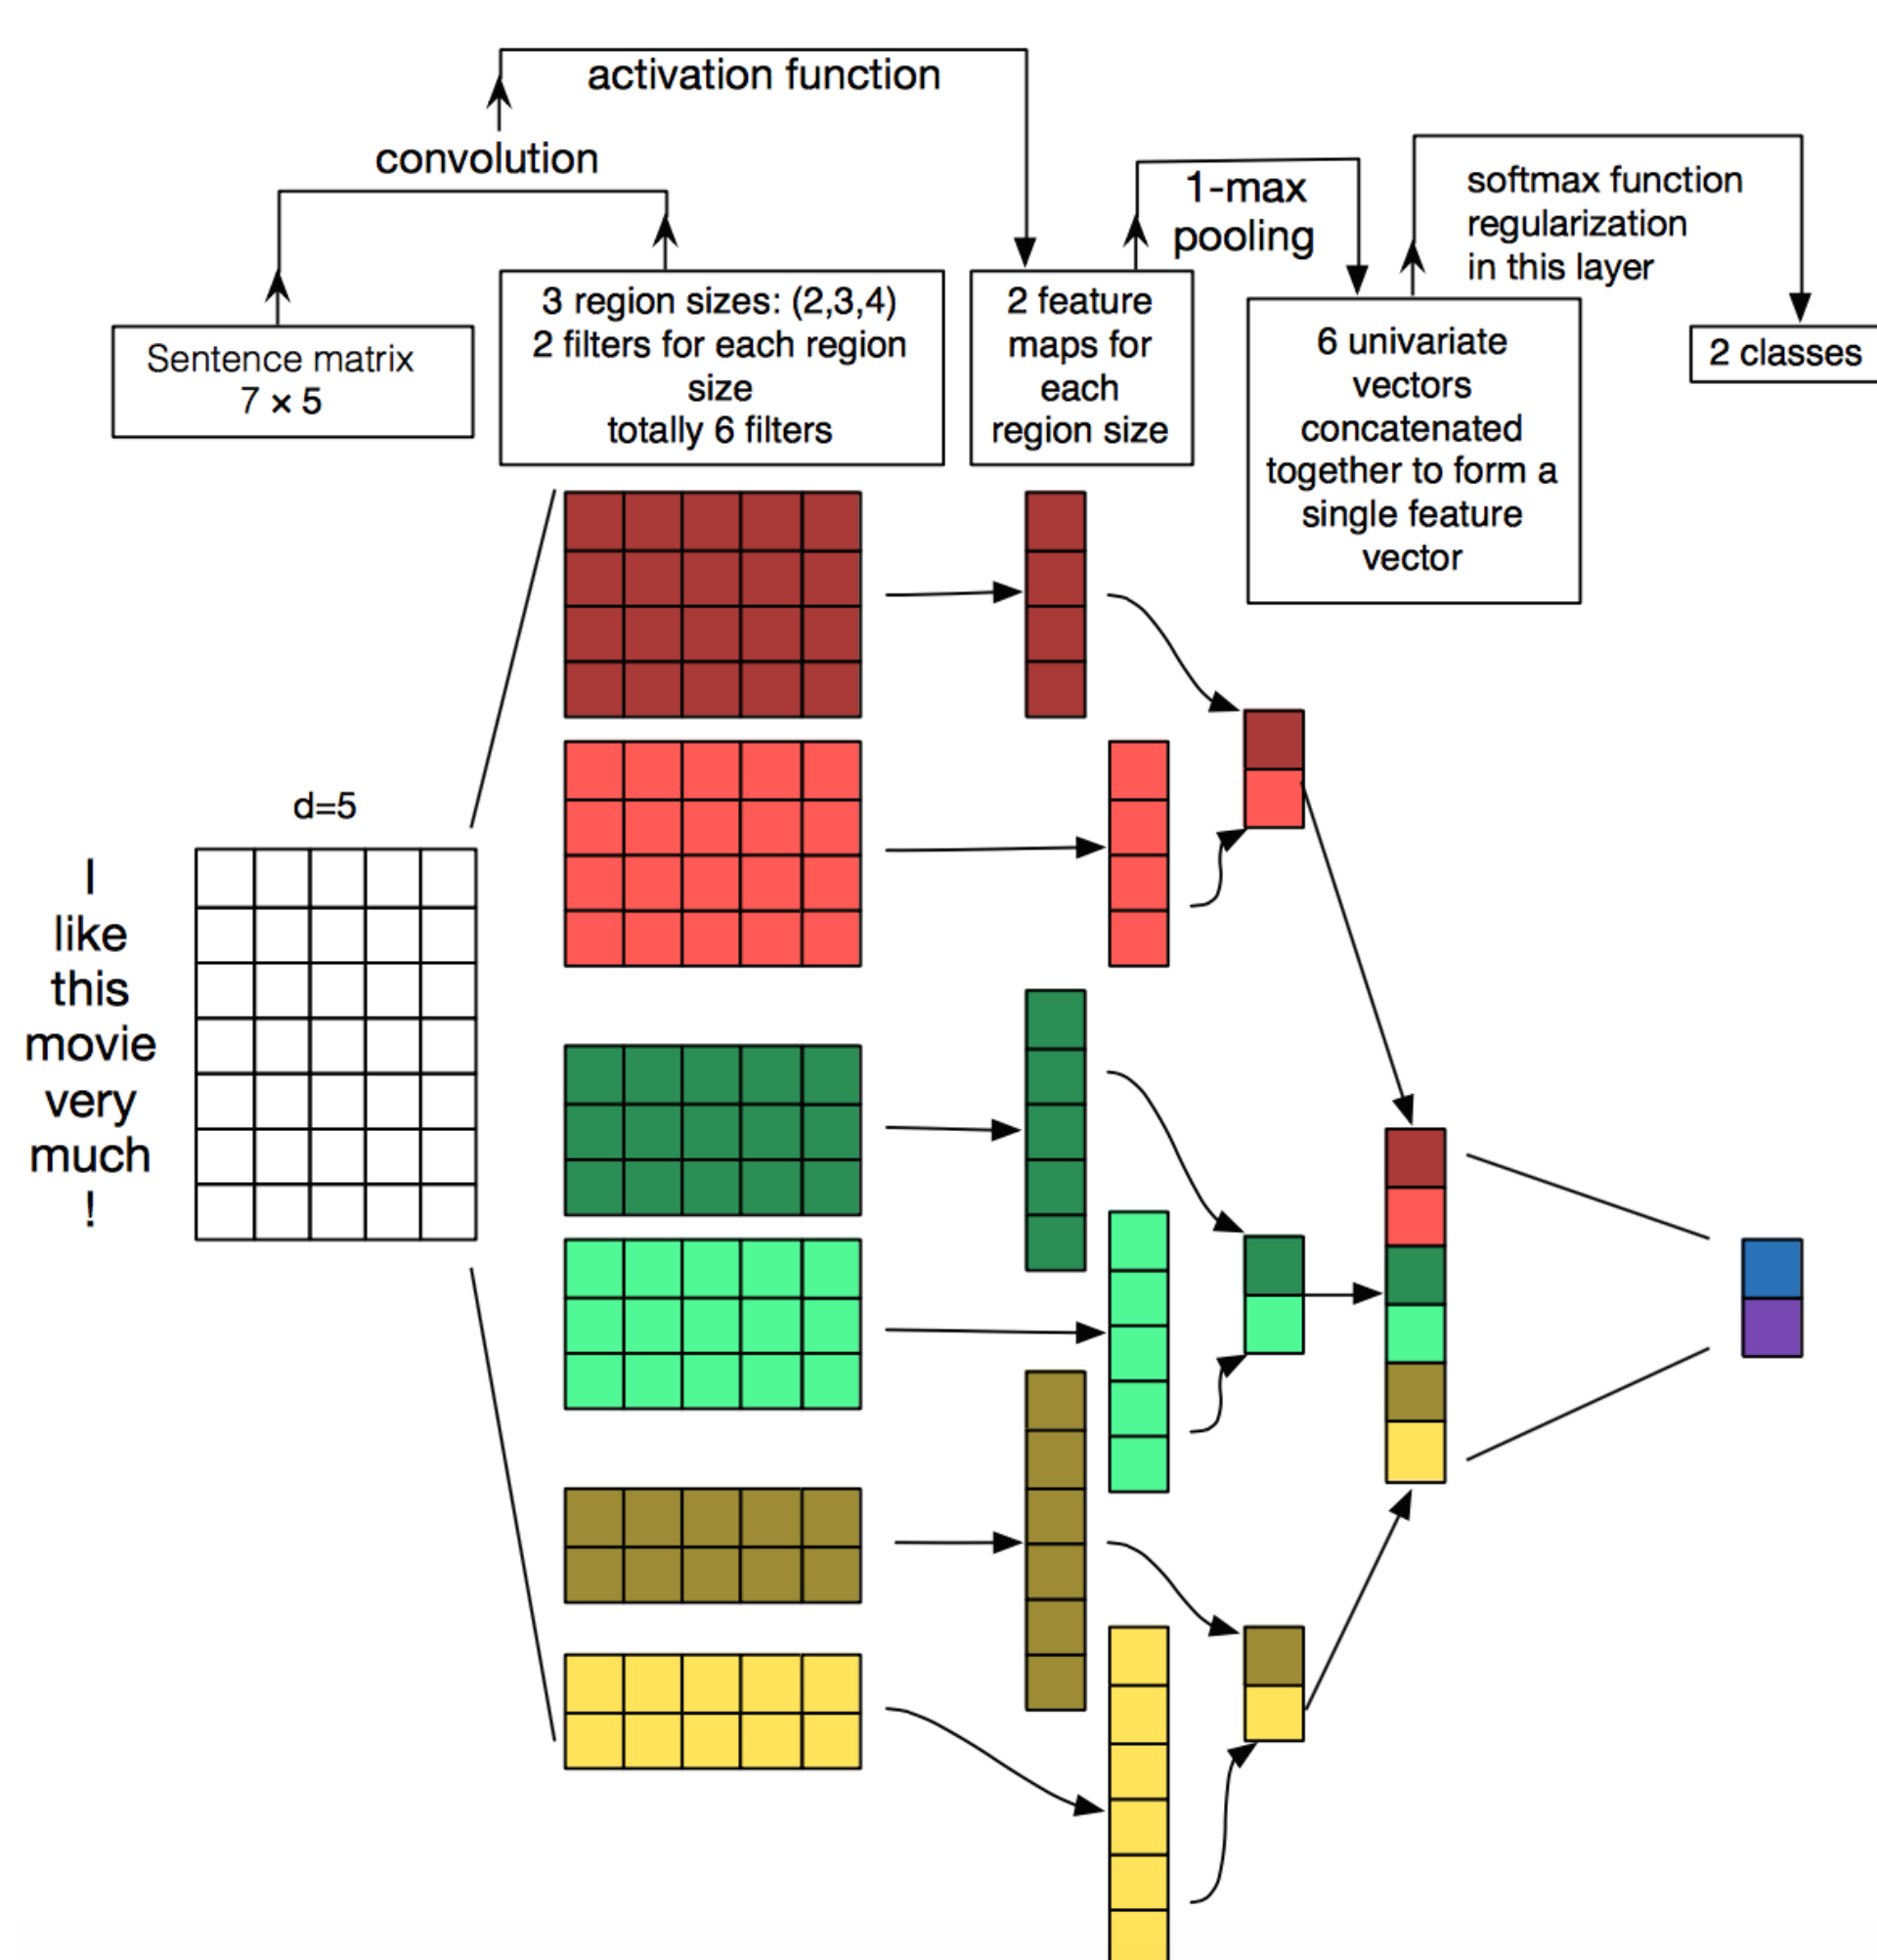 activation function
convolution
1-max
pooling
softmax function
regularization
in this layer
Sentence matrix
7 × 5
3 region sizes: (2,3,4)
2 filters for each region
size
totally 6 filters
2 feature
maps for
each
region size
6 univariate
vectors
concatenated
together to form a
single feature
vector
2 classes
d=5
I
like
this
movie
very
much
!